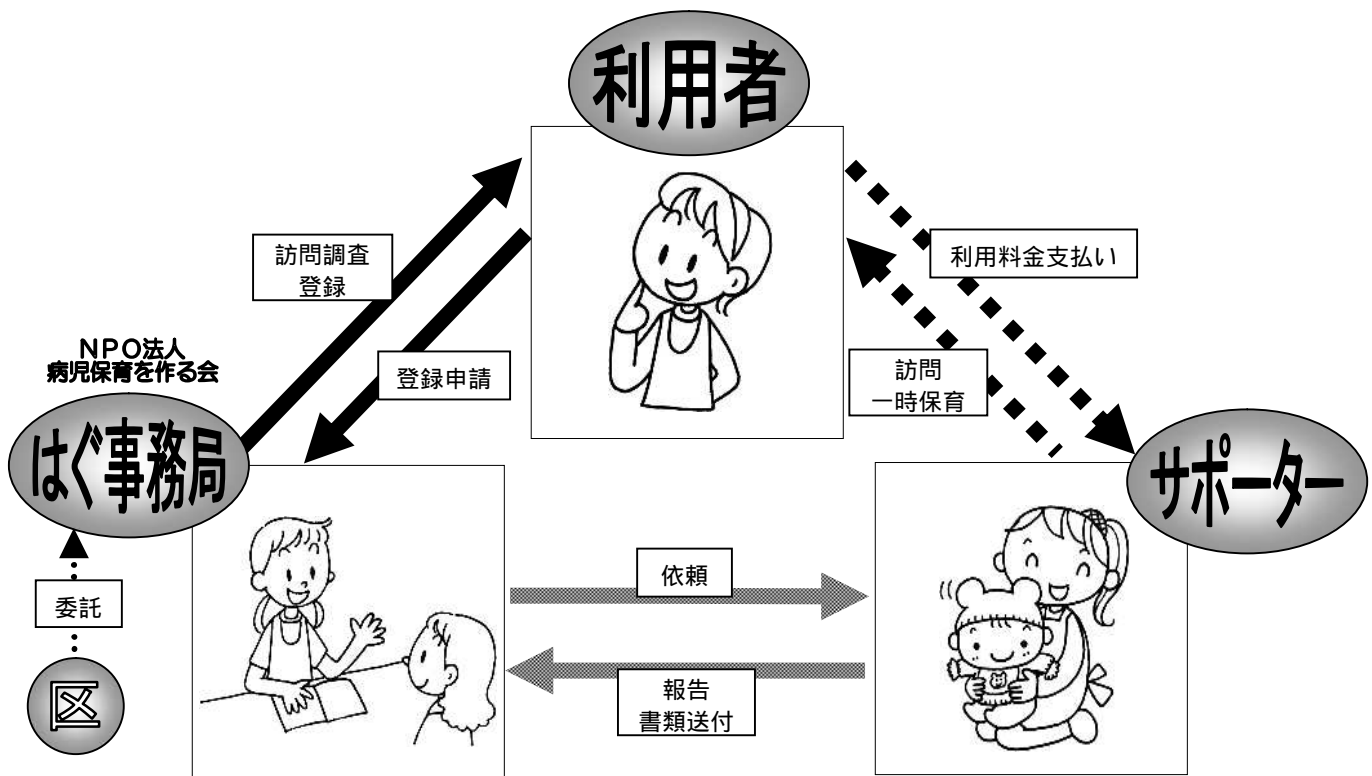 利用者
訪問調査
登録
利用料金支払い
NPO法人
病児保育を作る会
登録申請
訪問
一時保育
はぐ事務局
サポーター
依頼
委託
報告
書類送付
区